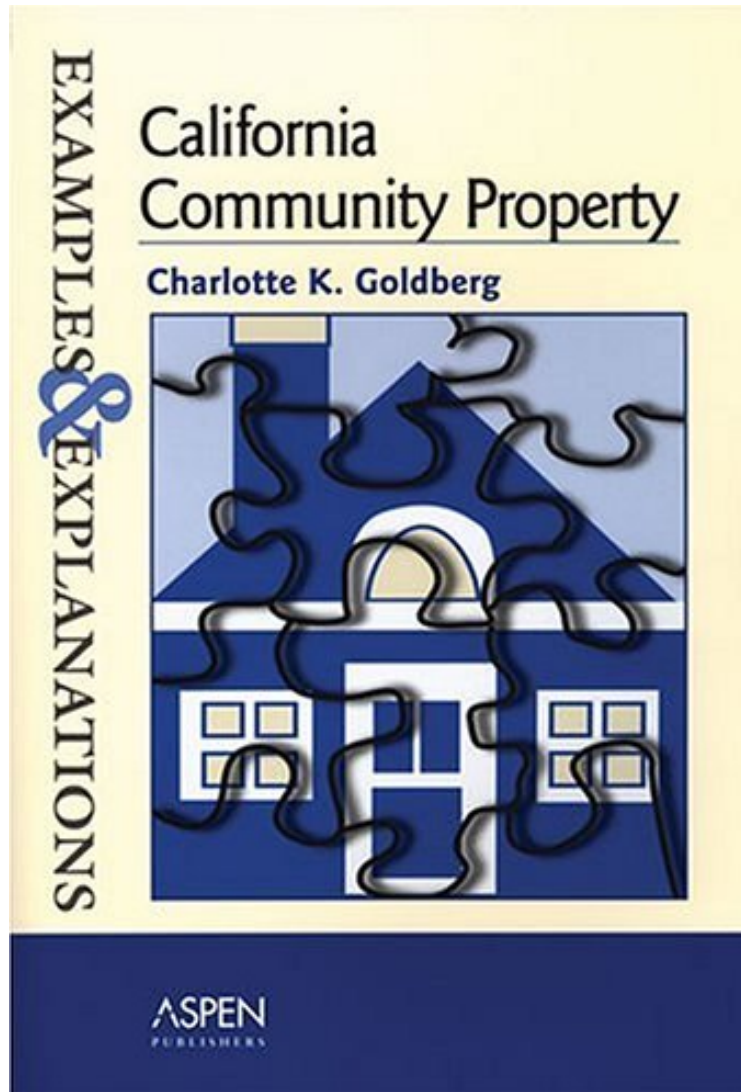 EXAMPLES & EXPLANATIONS
California
Community Property
Charlotte K. Goldberg
ASPEN
PUBLISHERS